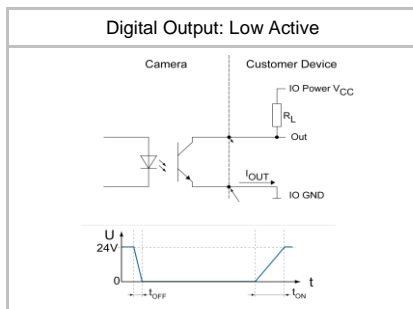 Digital Output: Low Active
Camera Customer Device
IO Power VCC
RL
Out
IOUT
IO GND
U
24V
0
t
tOFF tON